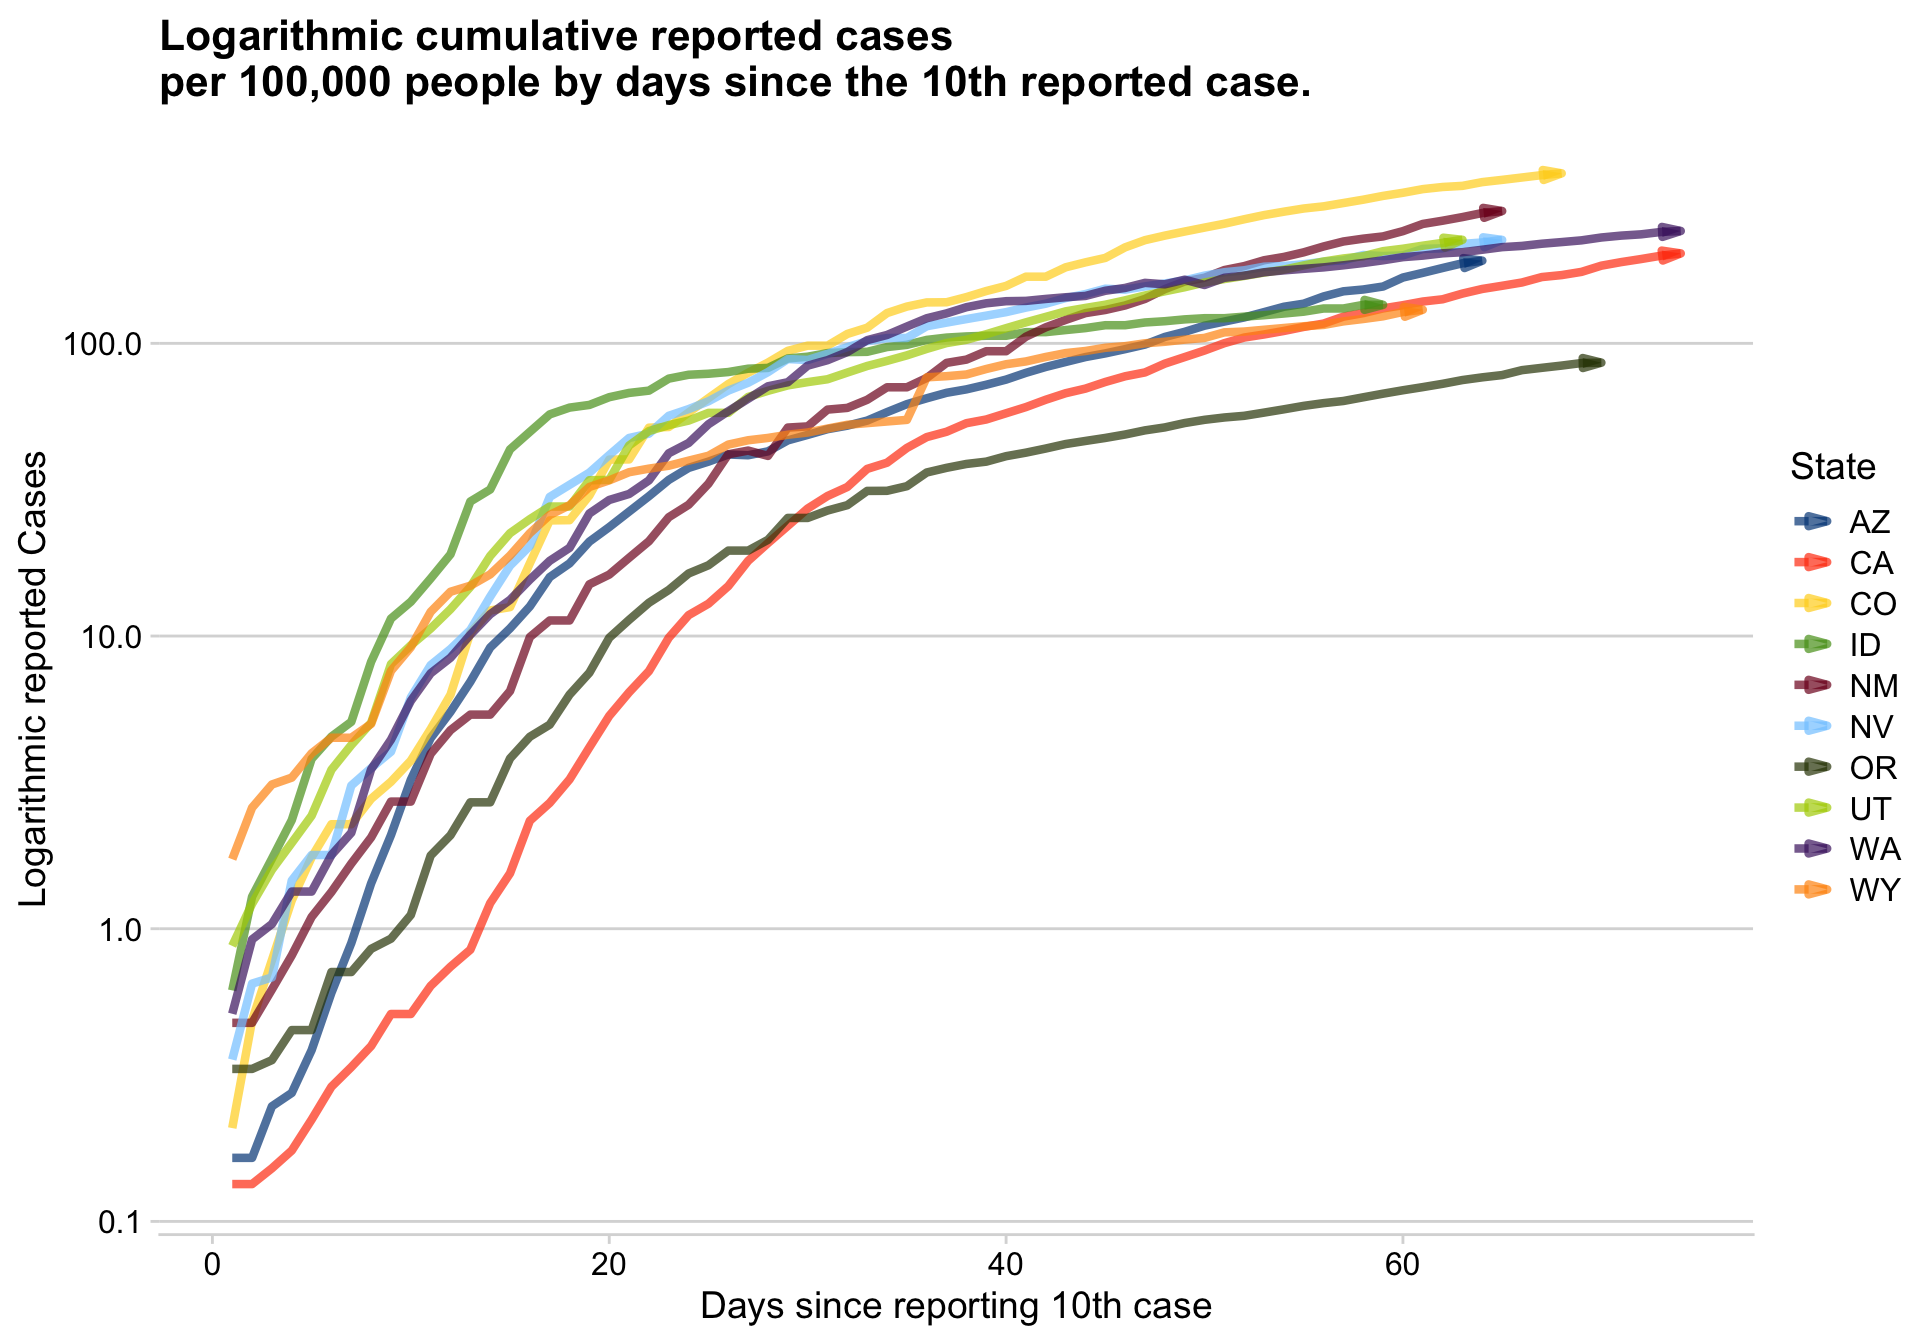 Logarithmic cumulative reported cases
per 100,000 people by days since the 10th reported case.
Logarithmic reported Cases
100.0
10.0
1.0
0.1
0
20
40
60
Days since reporting 10th case
State
AZ
CA
CO
ID
NM
NV
OR
UT
WA
WY